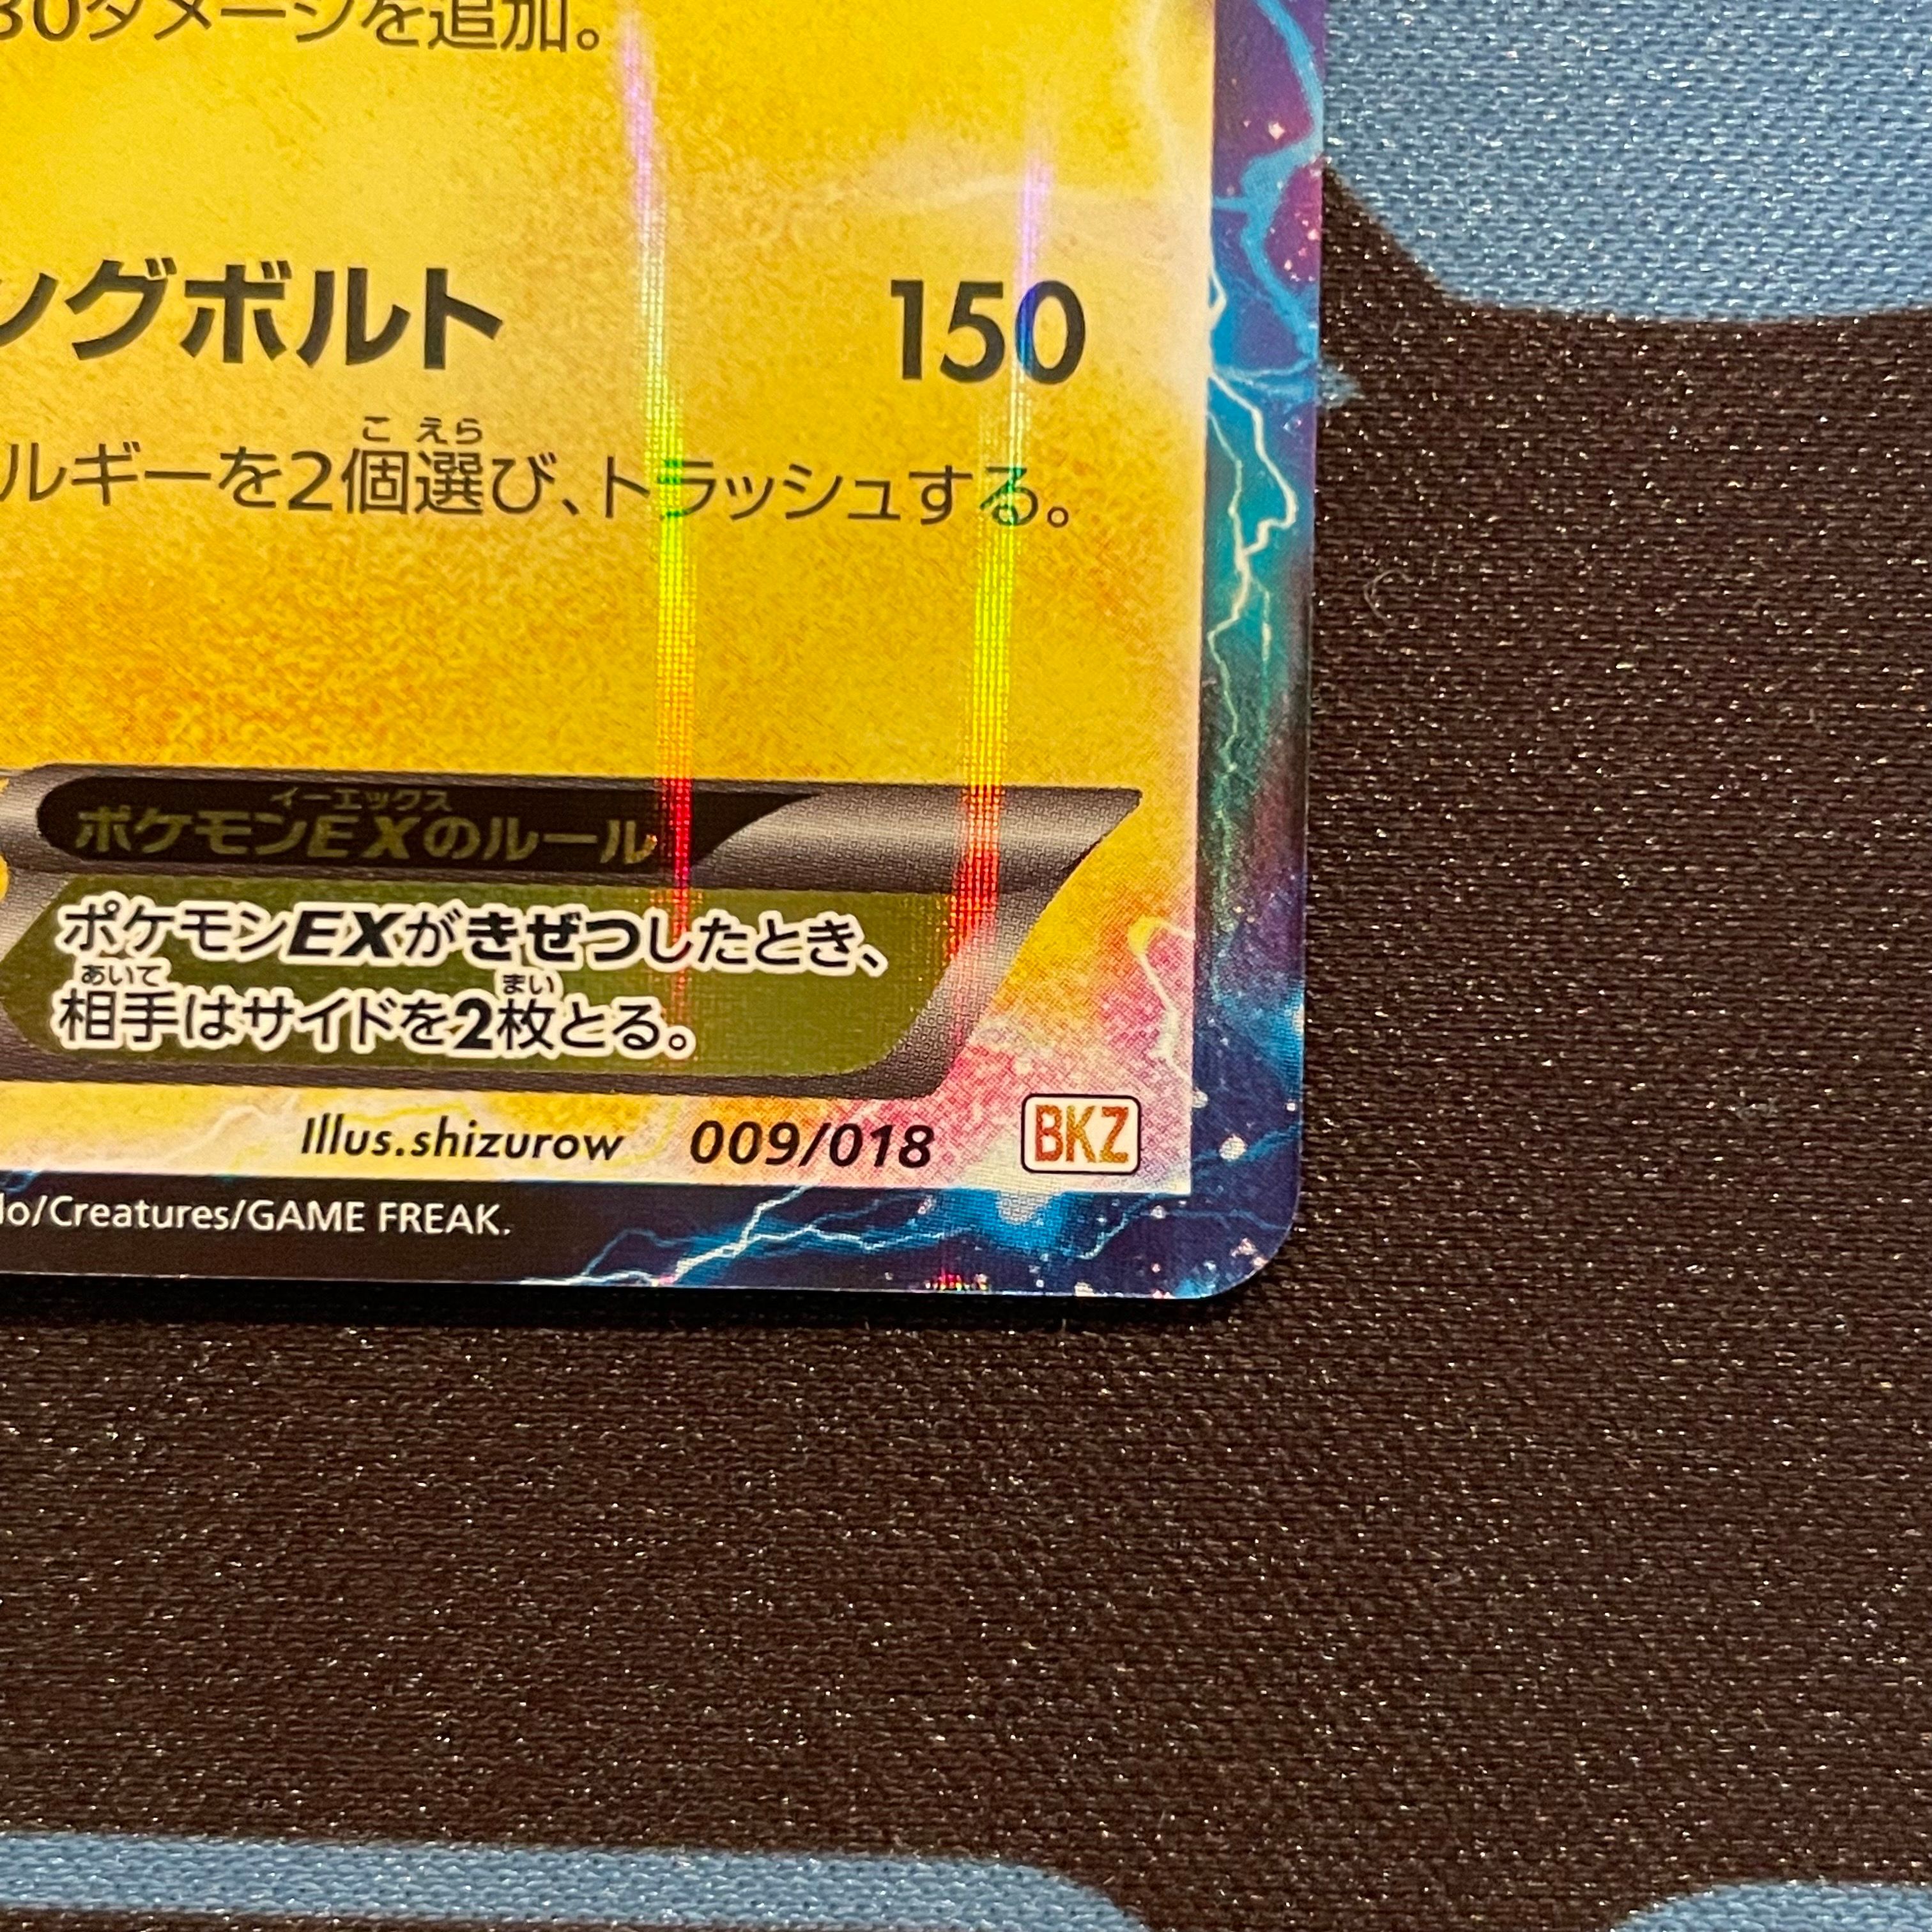 30ダメージを追加。
ングボルト 150
こ えら
ルギーを2個選び、トラッシュする。
イーエックス
ポケモンEXのルール
ポケモンEXがきぜつしたとき、
あいて まい
相手はサイドを2枚とる。
Illus.shizurow 009/018 BKZ
do/Creatures/GAME FREAK.